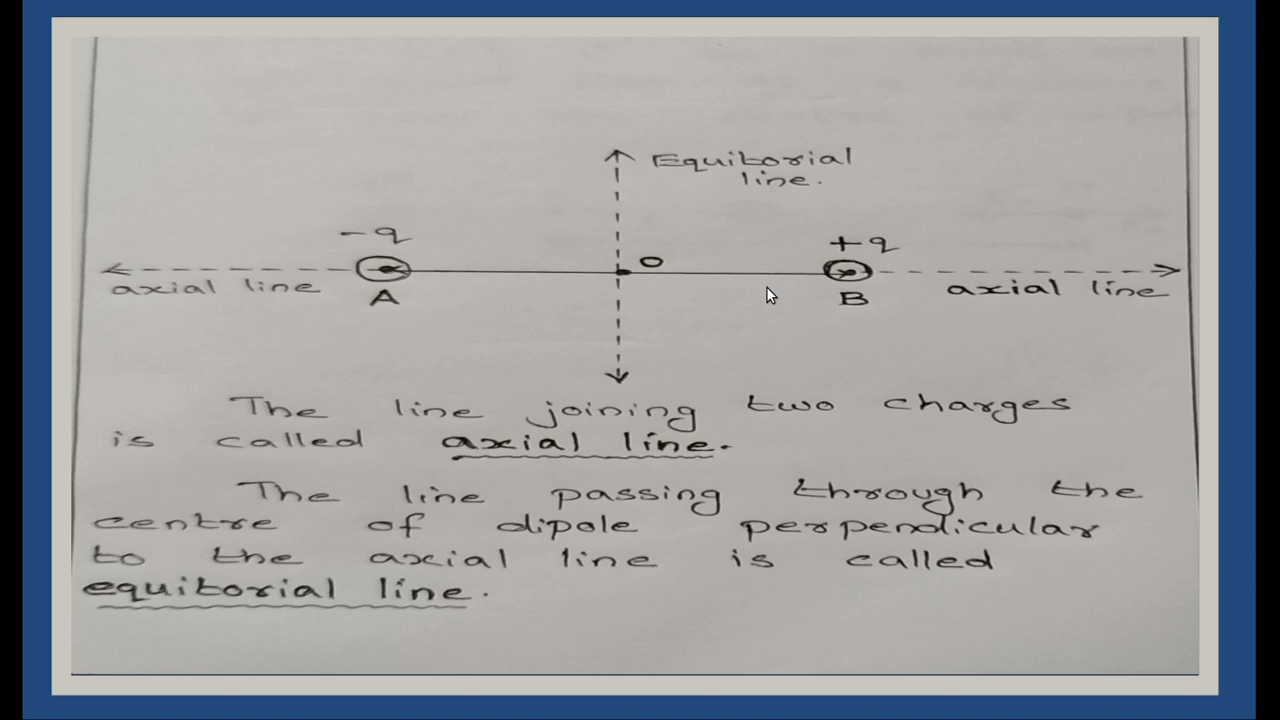 Equitorial
line.
-q
+q
O
axial line
A
B
axial line
The line joining two charges
is called axial line.
The line passing through the
centre of dipole perpendicular
to the axial line is called
equitorial line.